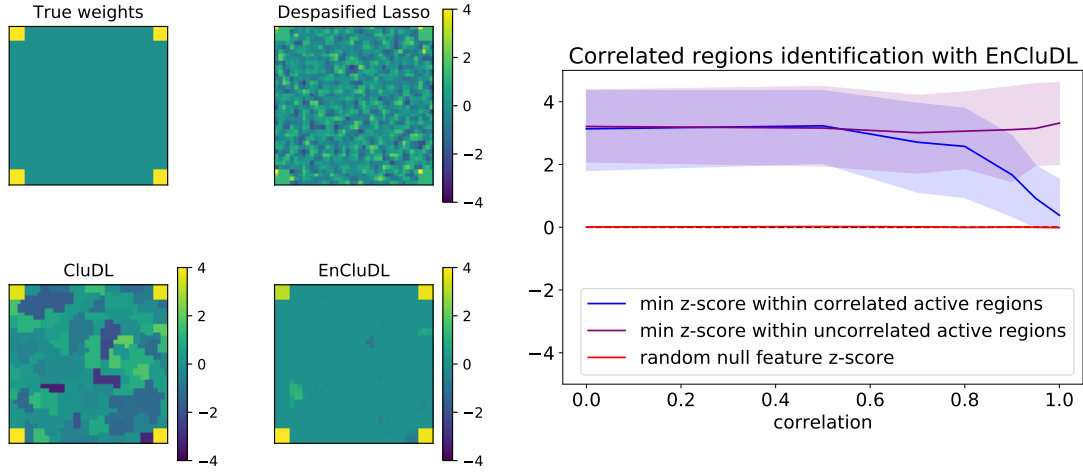 True weights
Despasified Lasso
4
2
0
−2
−4
CluDL
4
2
0
−2
−4
EnCluDL
4
2
0
−2
−4
Correlated regions identification with EnCluDL
4
2
0
−2
−4
min z-score within correlated active regions
min z-score within uncorrelated active regions
random null feature z-score
0.0 0.2 0.4 0.6 0.8 1.0
correlation